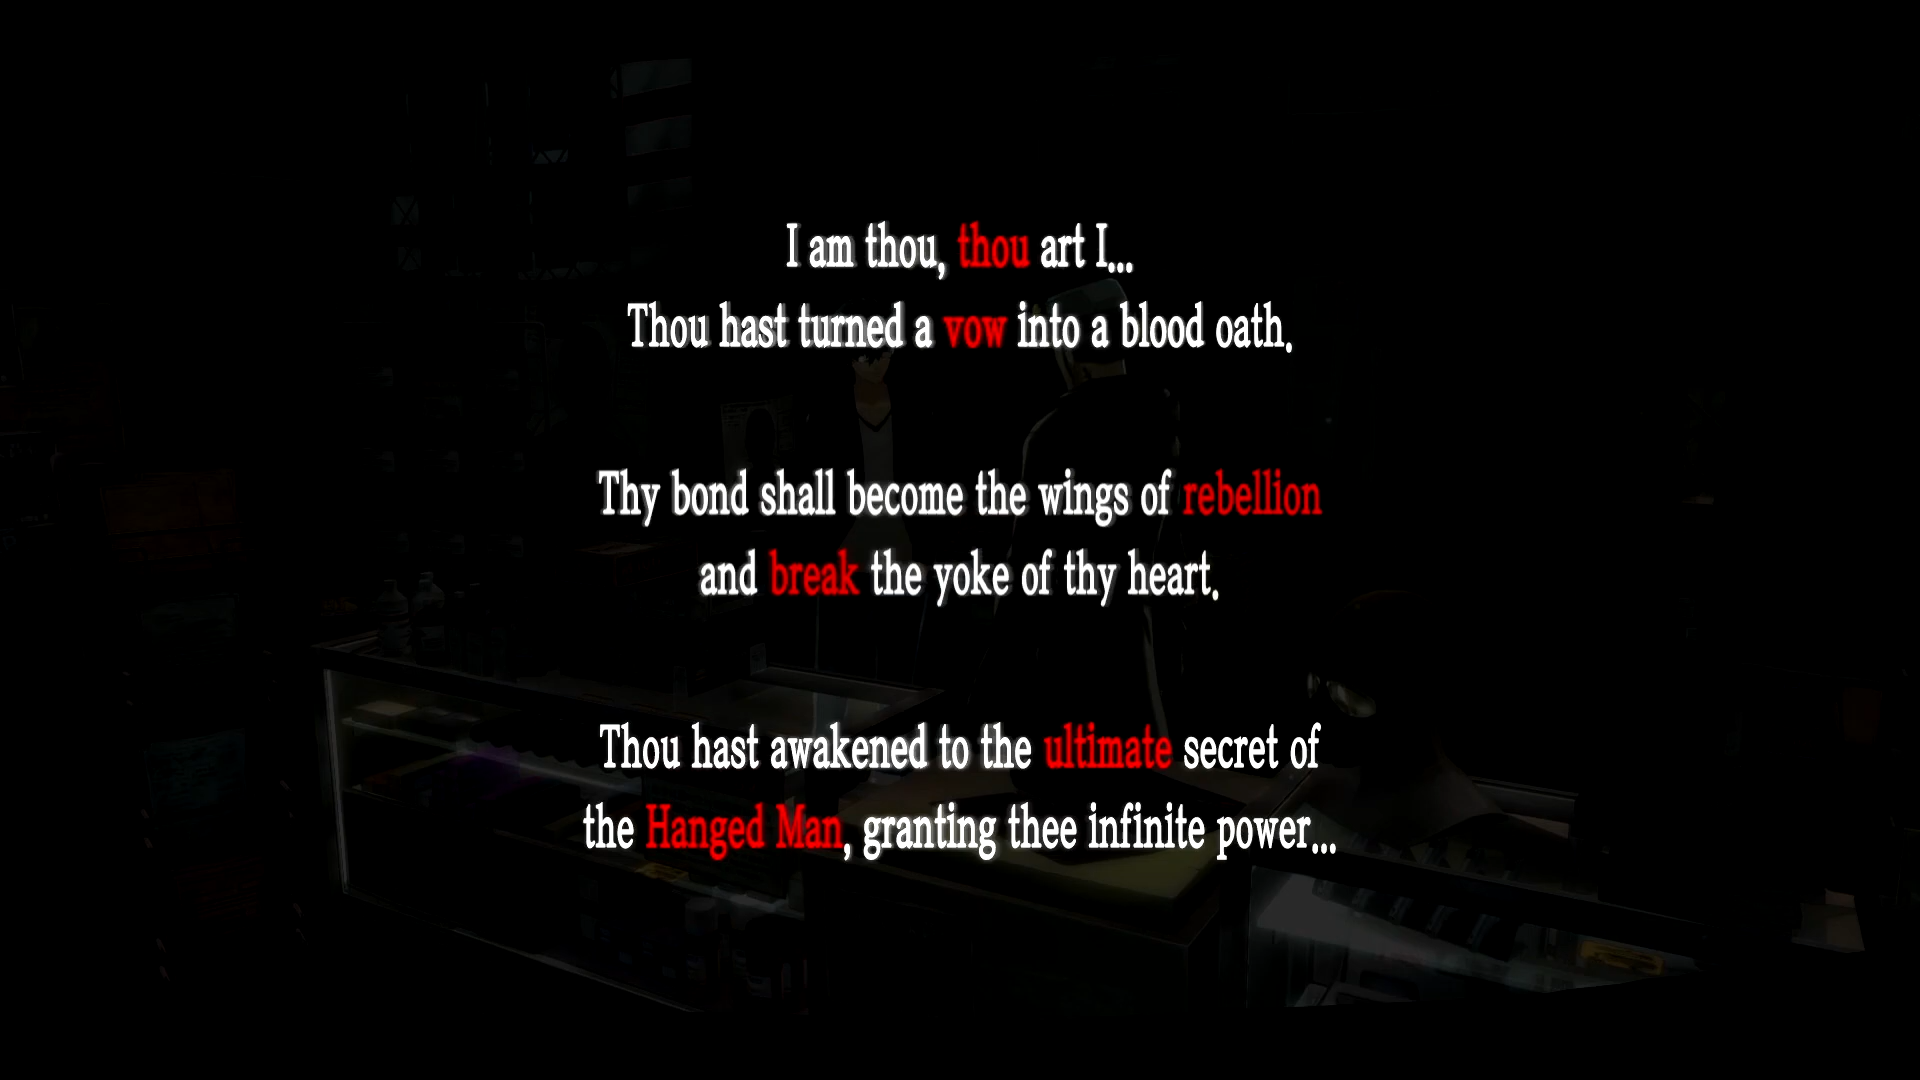 I am thou, thou art I...
Thou hast turned a vow into a blood oath.
Thy bond shall become the wings of rebellion
and break the yoke of thy heart.
Thou hast awakened to the ultimate secret of
the Hanged Man, granting thee infinite power...